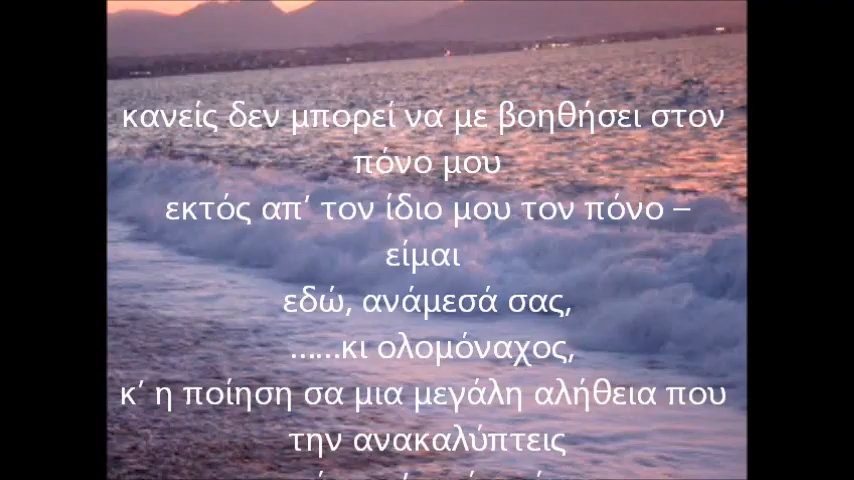 κανείς δεν μπορεί να με βοηθήσει στον
πόνο μου
εκτός απ’ τον ίδιο μου τον πόνο –
είμαι
εδώ, ανάμεσά σας,
……κι ολομόναχος,
κ’ η ποίηση σα μια μεγάλη αλήθεια που
την ανακαλύπτεις